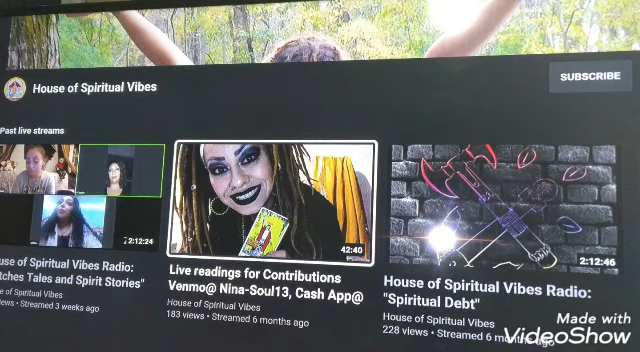 SUBSCRIBE
House of Spiritual Vibes
Past live streams
2:12:24
42:40
2:12:46
use of Spiritual Vibes Radio:
tches Tales and Spirit Stories"
e of Spiritual Vibes
iews • Streamed 3 weeks ago
Live readings for Contributions
Venmo@ Nina-Soul13, Cash App@
House of Spiritual Vibes
183 views • Streamed 6 months ago
House of Spiritual Vibes Radio:
"Spiritual Debt"
House of Spiritual Vibes
228 views • Streamed 6 months ago
Made with
VideoShow